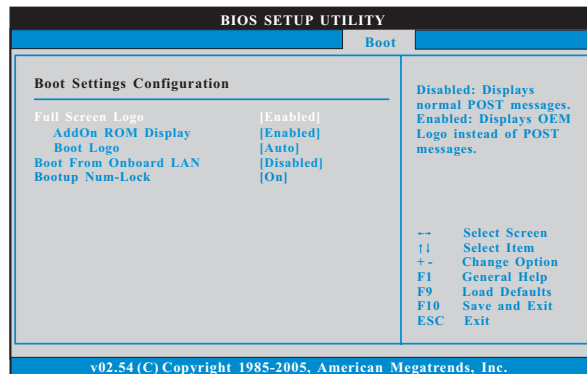 BIOS SETUP UTILITY
Boot
Boot Settings Configuration
Full Screen Logo [Enabled]
AddOn ROM Display [Enabled]
Boot Logo [Auto]
Boot From Onboard LAN [Disabled]
Bootup Num-Lock [On]
Disabled: Displays
normal POST messages.
Enabled: Displays OEM
Logo instead of POST
messages.
←→ Select Screen
↑↓ Select Item
+ - Change Option
F1 General Help
F9 Load Defaults
F10 Save and Exit
ESC Exit
v02.54 (C) Copyright 1985-2005, American Megatrends, Inc.